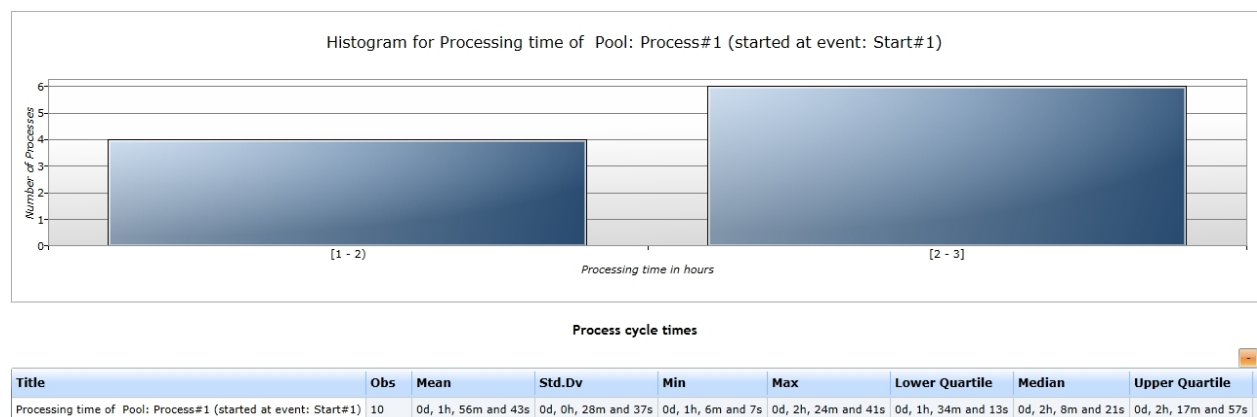 Histogram for Processing time of Pool: Process#1 (started at event: Start#1)
Number of Processes
6
5
4
3
2
1
0
[1 - 2) [2 - 3]
Processing time in hours
Process cycle times
-
Title Obs Mean Std.Dv Min Max Lower Quartile Median Upper Quartile
Processing time of Pool: Process#1 (started at event: Start#1) 10 0d, 1h, 56m and 43s 0d, 0h, 28m and 37s 0d, 1h, 6m and 7s 0d, 2h, 24m and 41s 0d, 1h, 34m and 13s 0d, 2h, 8m and 21s 0d, 2h, 17m and 57s